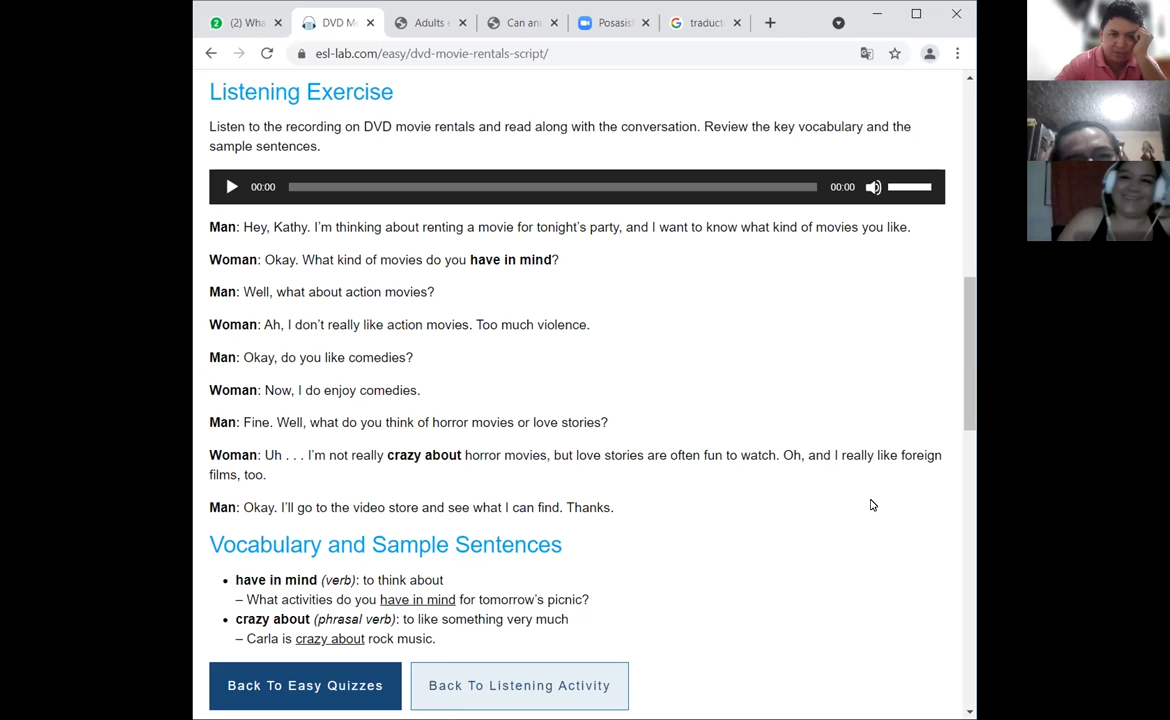 (2) Wha
DVD M
Adults e
Can an
Posasis
traduct
esl-lab.com/easy/dvd-movie-rentals-script/
Listening Exercise
Listen to the recording on DVD movie rentals and read along with the conversation. Review the key vocabulary and the
sample sentences.
00:00 00:00
Man: Hey, Kathy. I'm thinking about renting a movie for tonight's party, and I want to know what kind of movies you like.
Woman: Okay. What kind of movies do you have in mind?
Man: Well, what about action movies?
Woman: Ah, I don't really like action movies. Too much violence.
Man: Okay, do you like comedies?
Woman: Now, I do enjoy comedies.
Man: Fine. Well, what do you think of horror movies or love stories?
Woman: Uh . . . I'm not really crazy about horror movies, but love stories are often fun to watch. Oh, and I really like foreign
films, too.
Man: Okay. I'll go to the video store and see what I can find. Thanks.
Vocabulary and Sample Sentences
• have in mind (verb): to think about
– What activities do you have in mind for tomorrow's picnic?
• crazy about (phrasal verb): to like something very much
– Carla is crazy about rock music.
Back To Easy Quizzes
Back To Listening Activity